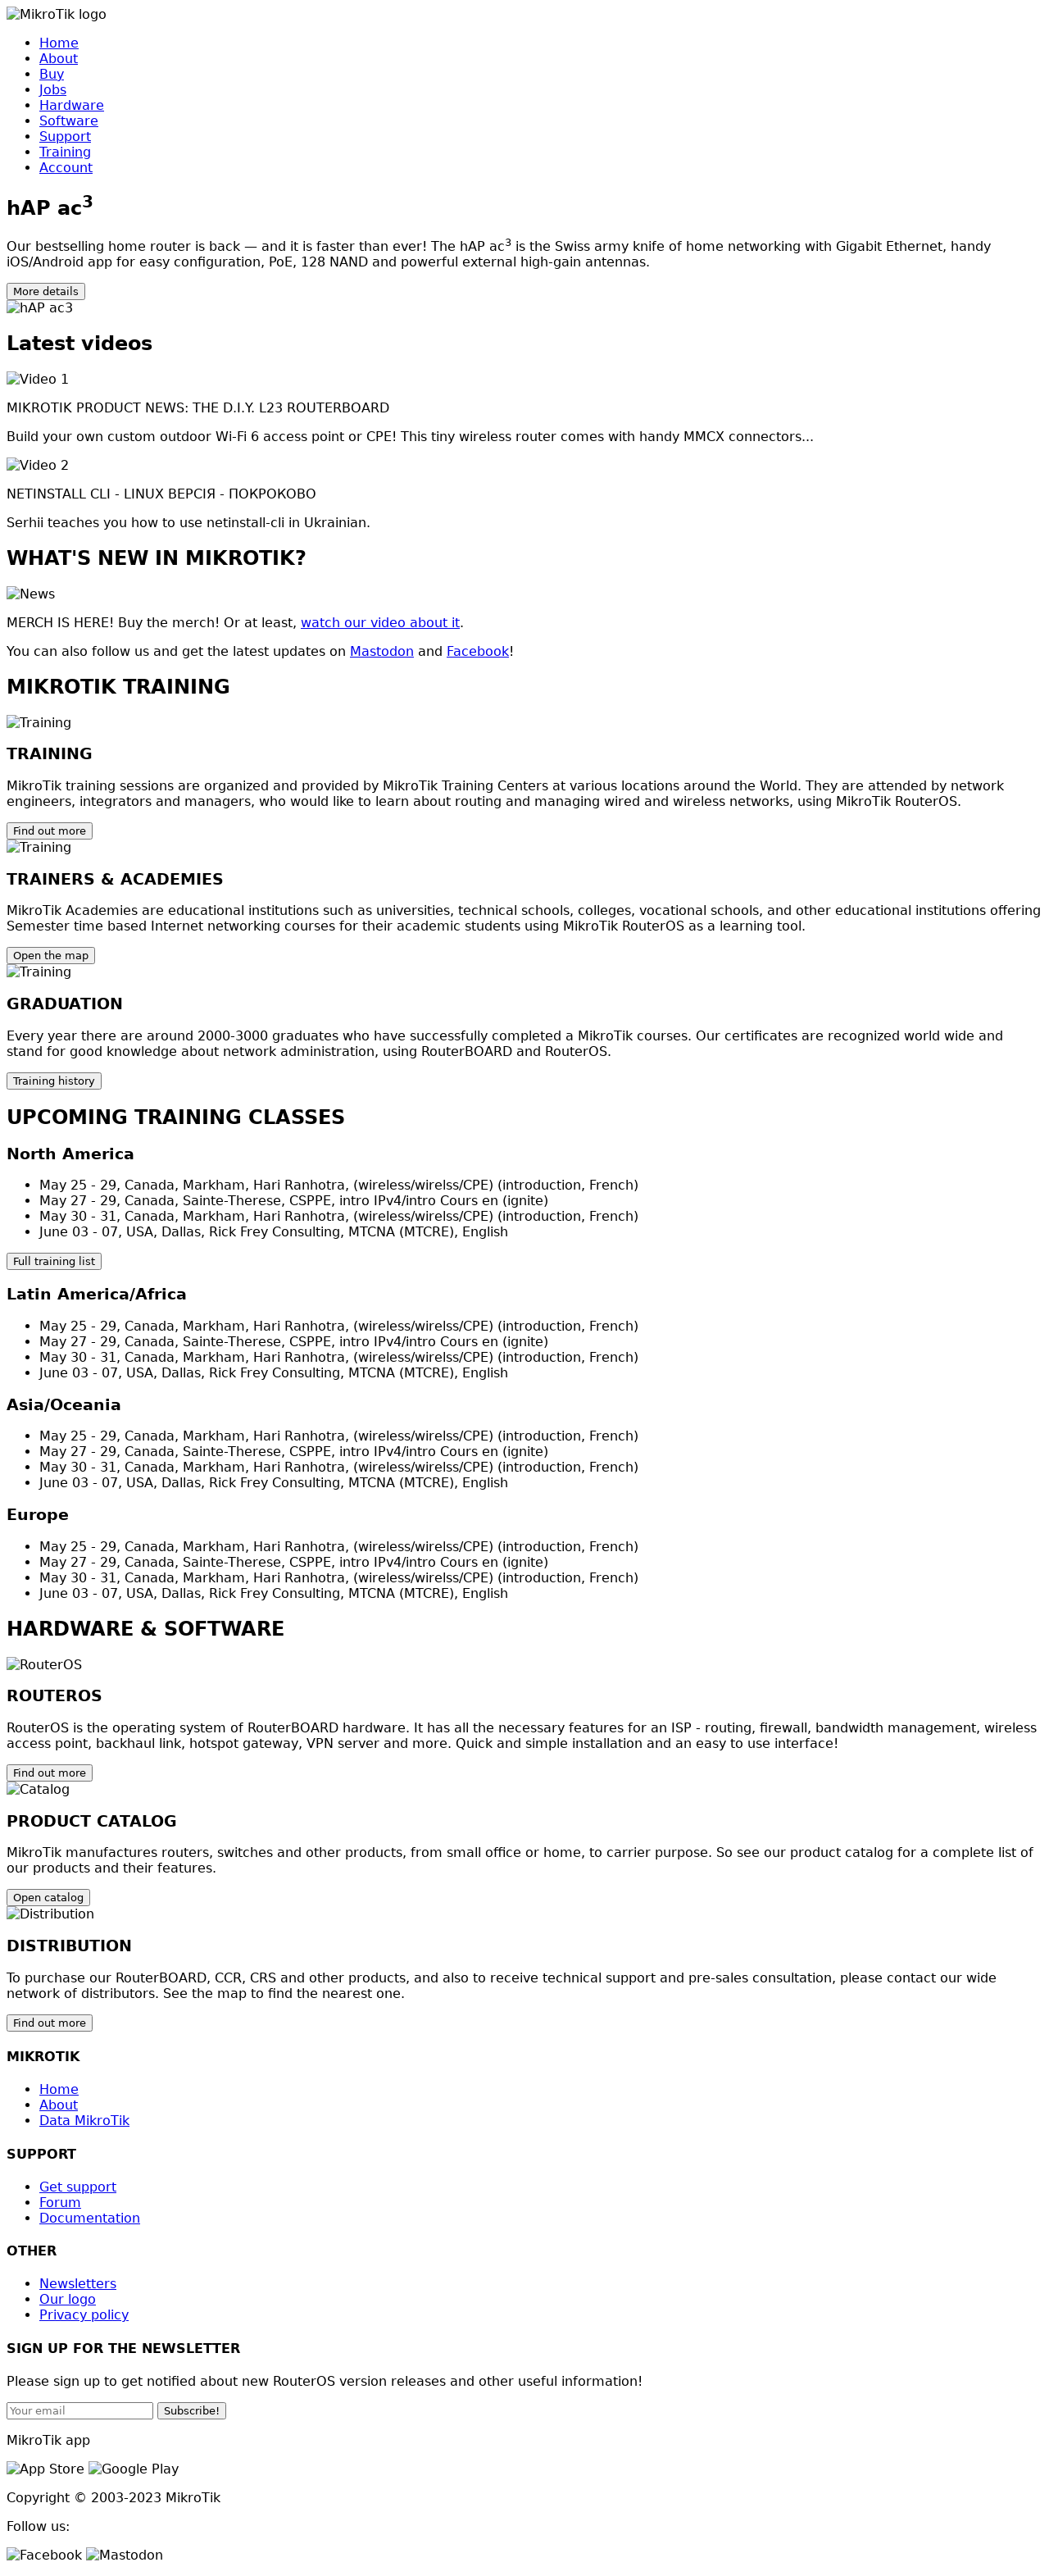 MikroTik logo
Home
About
Buy
Jobs
Hardware
Software
Support
Training
Account
hAP ac3
Our bestselling home router is back — and it is faster than ever! The hAP ac3 is the Swiss army knife of home networking with Gigabit Ethernet, handy
iOS/Android app for easy configuration, PoE, 128 NAND and powerful external high-gain antennas.
More details
hAP ac3
Latest videos
Video 1
MIKROTIK PRODUCT NEWS: THE D.I.Y. L23 ROUTERBOARD
Build your own custom outdoor Wi-Fi 6 access point or CPE! This tiny wireless router comes with handy MMCX connectors...
Video 2
NETINSTALL CLI - LINUX ВЕРСІЯ - ПОКРОКОВО
Serhii teaches you how to use netinstall-cli in Ukrainian.
WHAT'S NEW IN MIKROTIK?
News
MERCH IS HERE! Buy the merch! Or at least, watch our video about it.
You can also follow us and get the latest updates on Mastodon and Facebook!
MIKROTIK TRAINING
Training
TRAINING
MikroTik training sessions are organized and provided by MikroTik Training Centers at various locations around the World. They are attended by network
engineers, integrators and managers, who would like to learn about routing and managing wired and wireless networks, using MikroTik RouterOS.
Find out more
Training
TRAINERS & ACADEMIES
MikroTik Academies are educational institutions such as universities, technical schools, colleges, vocational schools, and other educational institutions offering
Semester time based Internet networking courses for their academic students using MikroTik RouterOS as a learning tool.
Open the map
Training
GRADUATION
Every year there are around 2000-3000 graduates who have successfully completed a MikroTik courses. Our certificates are recognized world wide and
stand for good knowledge about network administration, using RouterBOARD and RouterOS.
Training history
UPCOMING TRAINING CLASSES
North America
May 25 - 29, Canada, Markham, Hari Ranhotra, (wireless/wirelss/CPE) (introduction, French)
May 27 - 29, Canada, Sainte-Therese, CSPPE, intro IPv4/intro Cours en (ignite)
May 30 - 31, Canada, Markham, Hari Ranhotra, (wireless/wirelss/CPE) (introduction, French)
June 03 - 07, USA, Dallas, Rick Frey Consulting, MTCNA (MTCRE), English
Full training list
Latin America/Africa
May 25 - 29, Canada, Markham, Hari Ranhotra, (wireless/wirelss/CPE) (introduction, French)
May 27 - 29, Canada, Sainte-Therese, CSPPE, intro IPv4/intro Cours en (ignite)
May 30 - 31, Canada, Markham, Hari Ranhotra, (wireless/wirelss/CPE) (introduction, French)
June 03 - 07, USA, Dallas, Rick Frey Consulting, MTCNA (MTCRE), English
Asia/Oceania
May 25 - 29, Canada, Markham, Hari Ranhotra, (wireless/wirelss/CPE) (introduction, French)
May 27 - 29, Canada, Sainte-Therese, CSPPE, intro IPv4/intro Cours en (ignite)
May 30 - 31, Canada, Markham, Hari Ranhotra, (wireless/wirelss/CPE) (introduction, French)
June 03 - 07, USA, Dallas, Rick Frey Consulting, MTCNA (MTCRE), English
Europe
May 25 - 29, Canada, Markham, Hari Ranhotra, (wireless/wirelss/CPE) (introduction, French)
May 27 - 29, Canada, Sainte-Therese, CSPPE, intro IPv4/intro Cours en (ignite)
May 30 - 31, Canada, Markham, Hari Ranhotra, (wireless/wirelss/CPE) (introduction, French)
June 03 - 07, USA, Dallas, Rick Frey Consulting, MTCNA (MTCRE), English
HARDWARE & SOFTWARE
RouterOS
ROUTEROS
RouterOS is the operating system of RouterBOARD hardware. It has all the necessary features for an ISP - routing, firewall, bandwidth management, wireless
access point, backhaul link, hotspot gateway, VPN server and more. Quick and simple installation and an easy to use interface!
Find out more
Catalog
PRODUCT CATALOG
MikroTik manufactures routers, switches and other products, from small office or home, to carrier purpose. So see our product catalog for a complete list of
our products and their features.
Open catalog
Distribution
DISTRIBUTION
To purchase our RouterBOARD, CCR, CRS and other products, and also to receive technical support and pre-sales consultation, please contact our wide
network of distributors. See the map to find the nearest one.
Find out more
MIKROTIK
Home
About
Data MikroTik
SUPPORT
Get support
Forum
Documentation
OTHER
Newsletters
Our logo
Privacy policy
SIGN UP FOR THE NEWSLETTER
Please sign up to get notified about new RouterOS version releases and other useful information!
Your email Subscribe!
MikroTik app
App Store Google Play
Copyright © 2003-2023 MikroTik
Follow us:
Facebook Mastodon